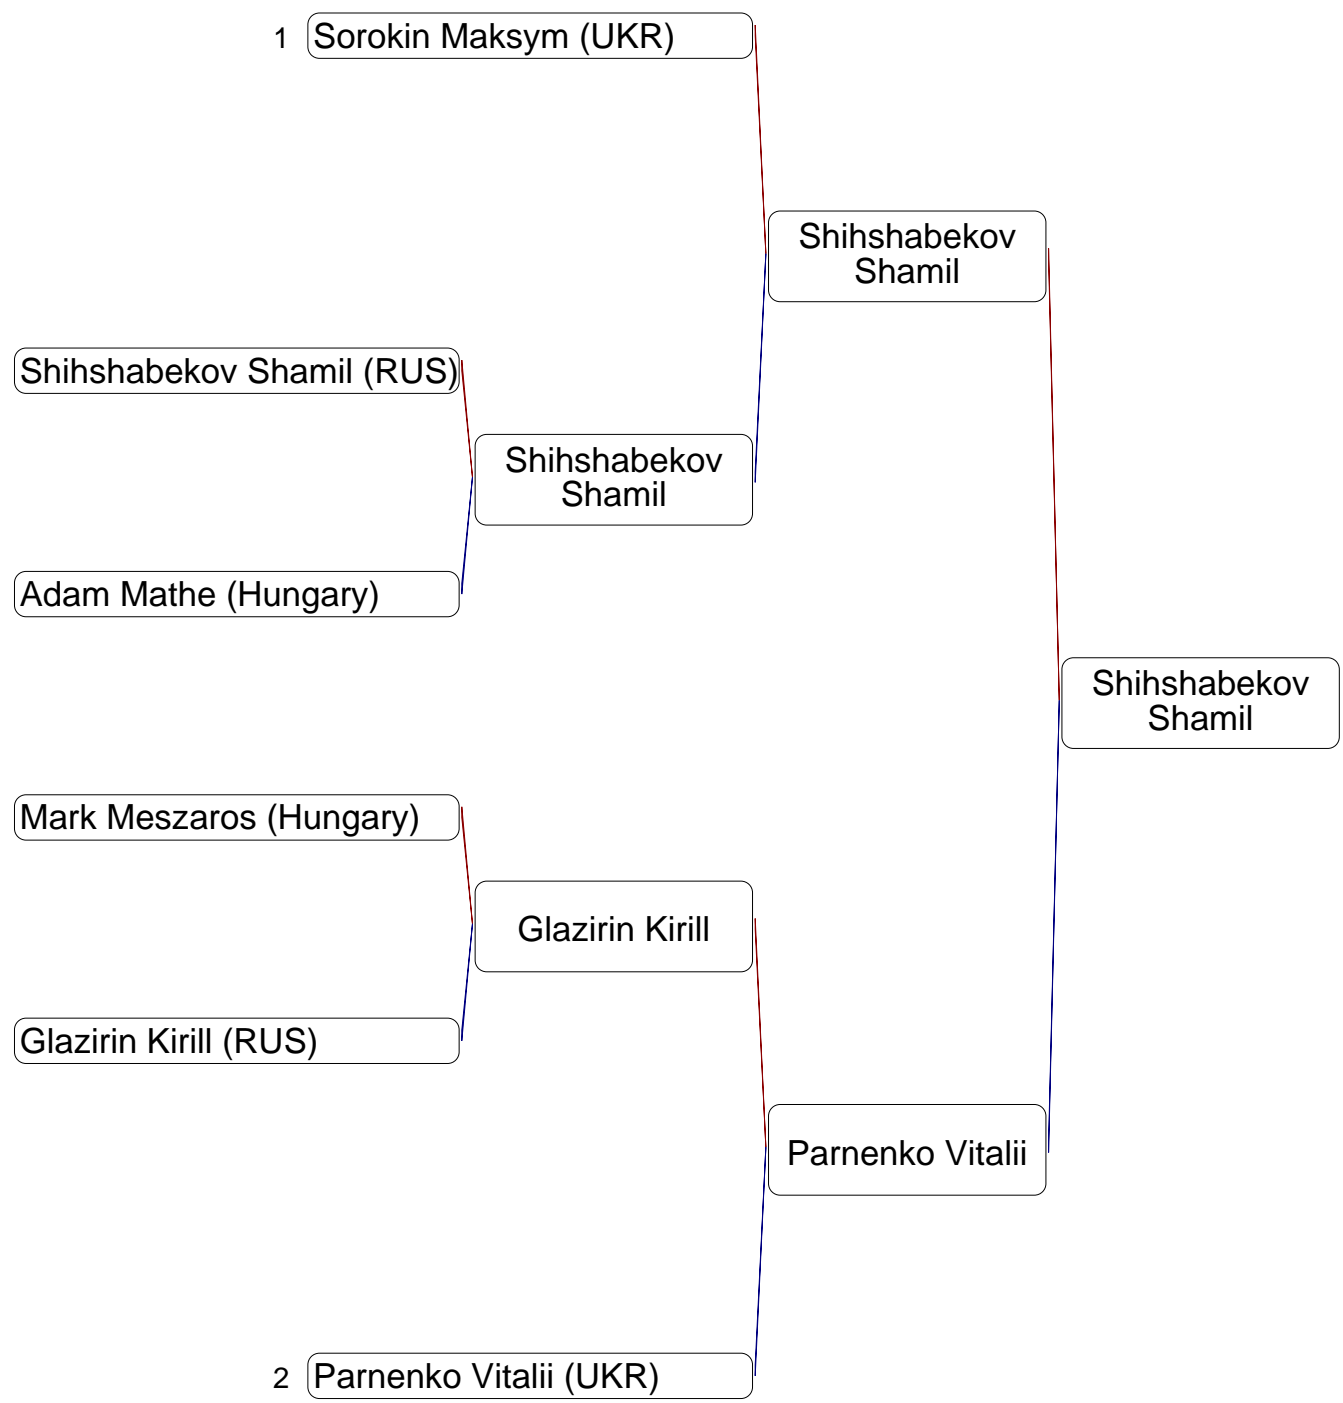 1 Sorokin Maksym (UKR)
Shihshabekov
Shamil
Shihshabekov Shamil (RUS)
Shihshabekov
Shamil
Adam Mathe (Hungary)
Shihshabekov
Shamil
Mark Meszaros (Hungary)
Glazirin Kirill
Glazirin Kirill (RUS)
Parnenko Vitalii
2 Parnenko Vitalii (UKR)